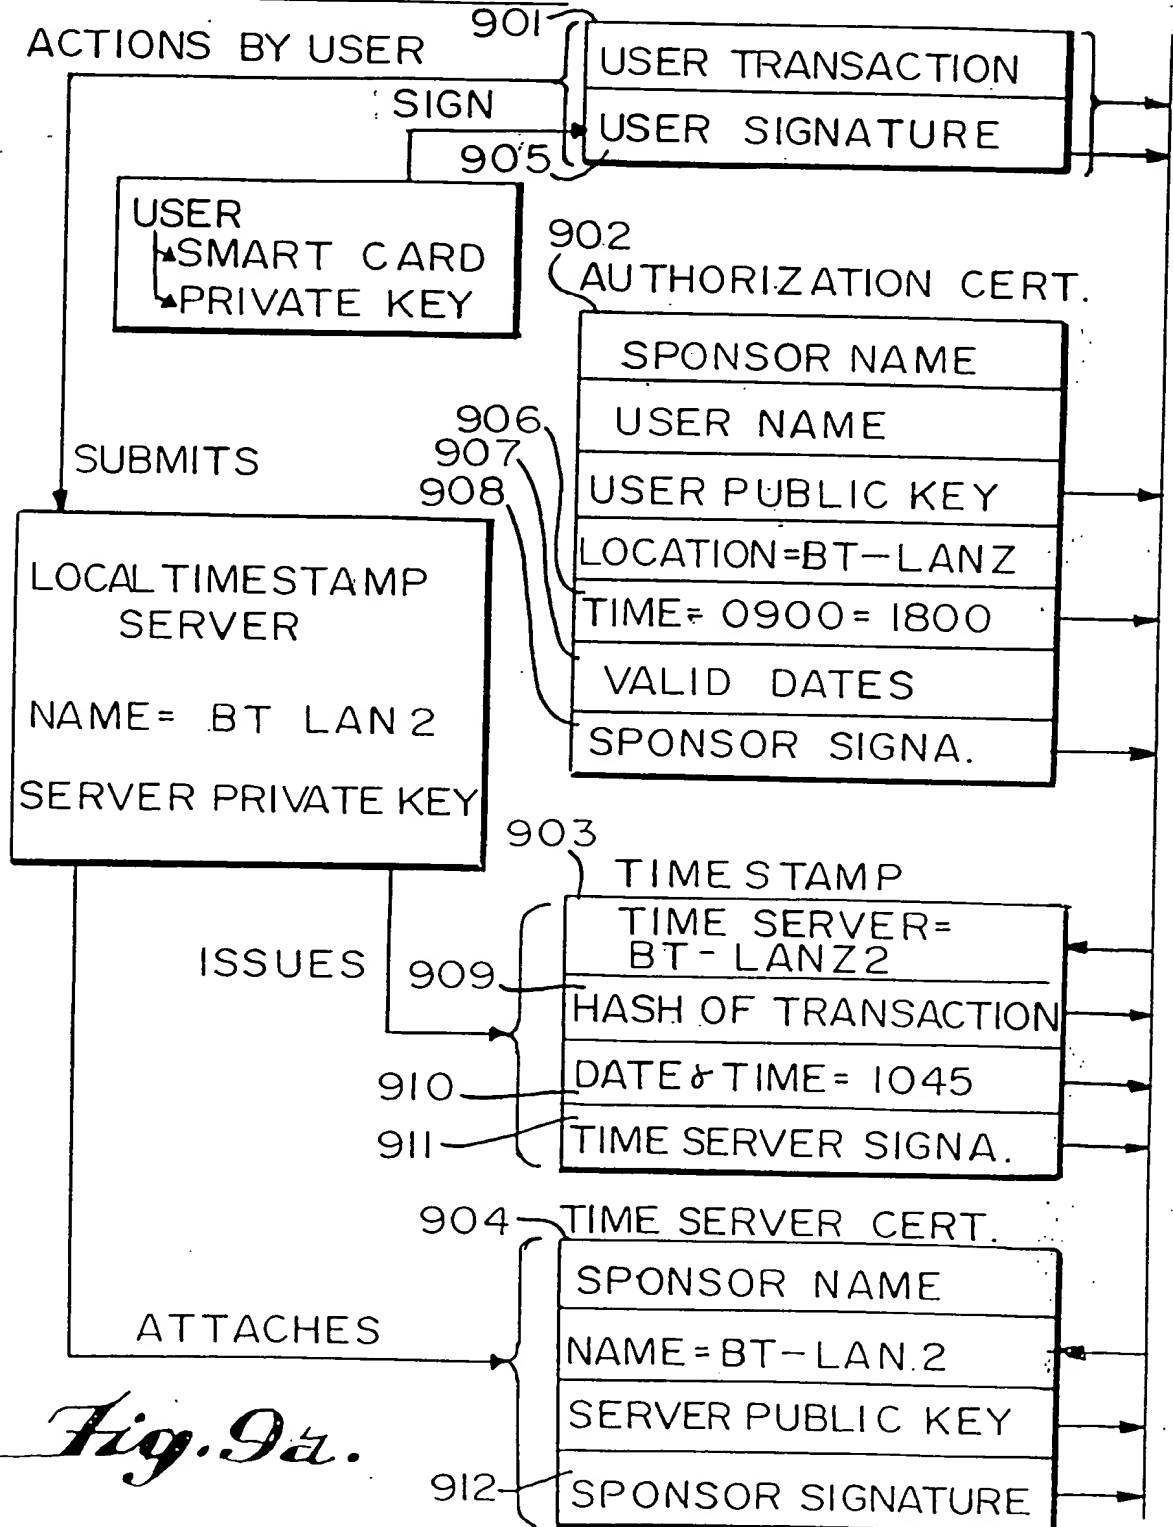 901
ACTIONS BY USER
USER TRANSACTION
SIGN
USER SIGNATURE
905
USER
SMART CARD
PRIVATE KEY
902
AUTHORIZATION CERT.
SPONSOR NAME
USER NAME
906
907
908
USER PUBLIC KEY
LOCATION=BT-LANZ
TIME= 0900= 1800
VALID DATES
SPONSOR SIGNA.
SUBMITS
LOCAL TIMESTAMP
SERVER
NAME= BT LAN 2
SERVER PRIVATE KEY
903
TIMESTAMP
TIME SERVER=
BT- LANZ2
ISSUES
909
HASH OF TRANSACTION
910
DATE & TIME= 1045
911
TIME SERVER SIGNA.
904
TIME SERVER CERT.
SPONSOR NAME
ATTACHES
NAME=BT-LAN.2
SERVER PUBLIC KEY
912
SPONSOR SIGNATURE
Fig.9a.